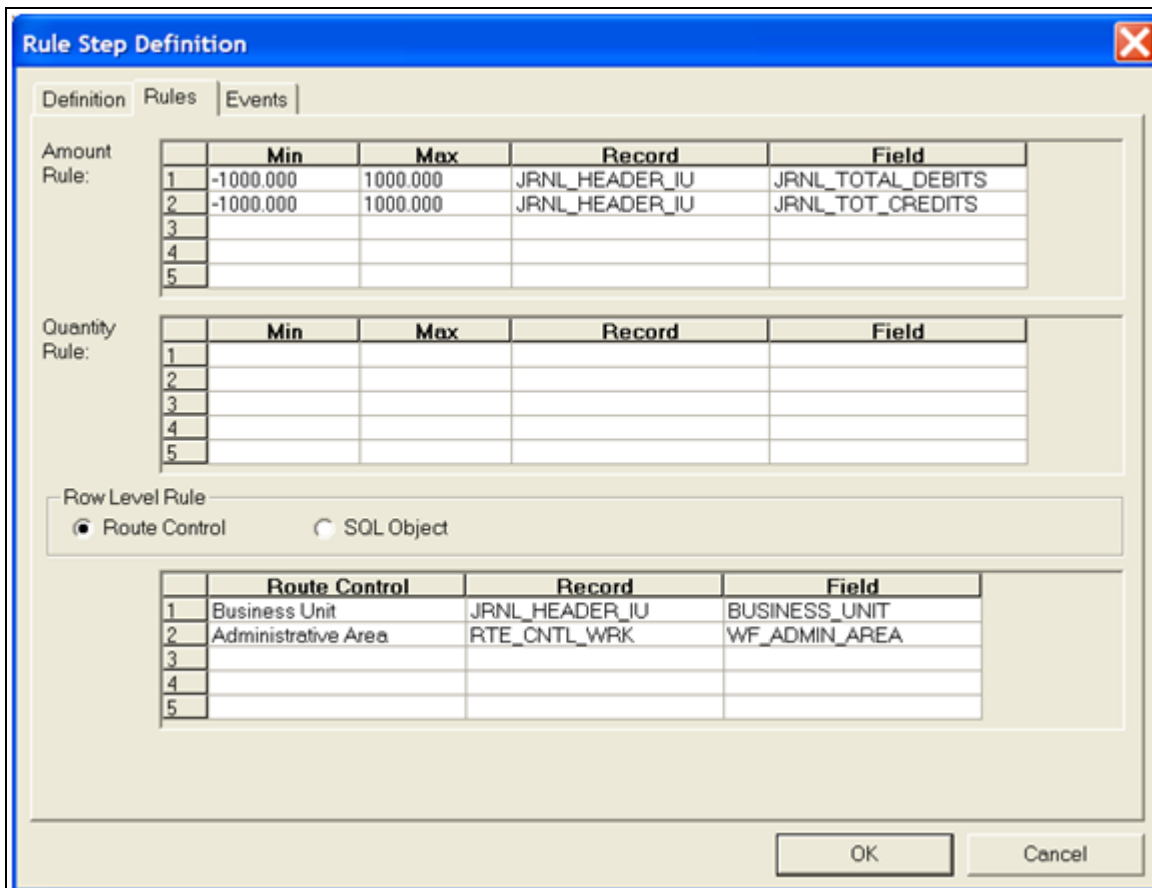 Rule Step Definition
Definition Rules Events
Amount Rule:
Min Max Record Field
1 -1000.000 1000.000 JRNL_HEADER_IU JRNL_TOTAL_DEBITS
2 -1000.000 1000.000 JRNL_HEADER_IU JRNL_TOT_CREDITS
3
4
5
Quantity Rule:
Min Max Record Field
1
2
3
4
5
Row Level Rule
Route Control SQL Object
Route Control Record Field
1 Business Unit JRNL_HEADER_IU BUSINESS_UNIT
2 Administrative Area RTE_CNTL_WRK WF_ADMIN_AREA
3
4
5
OK Cancel